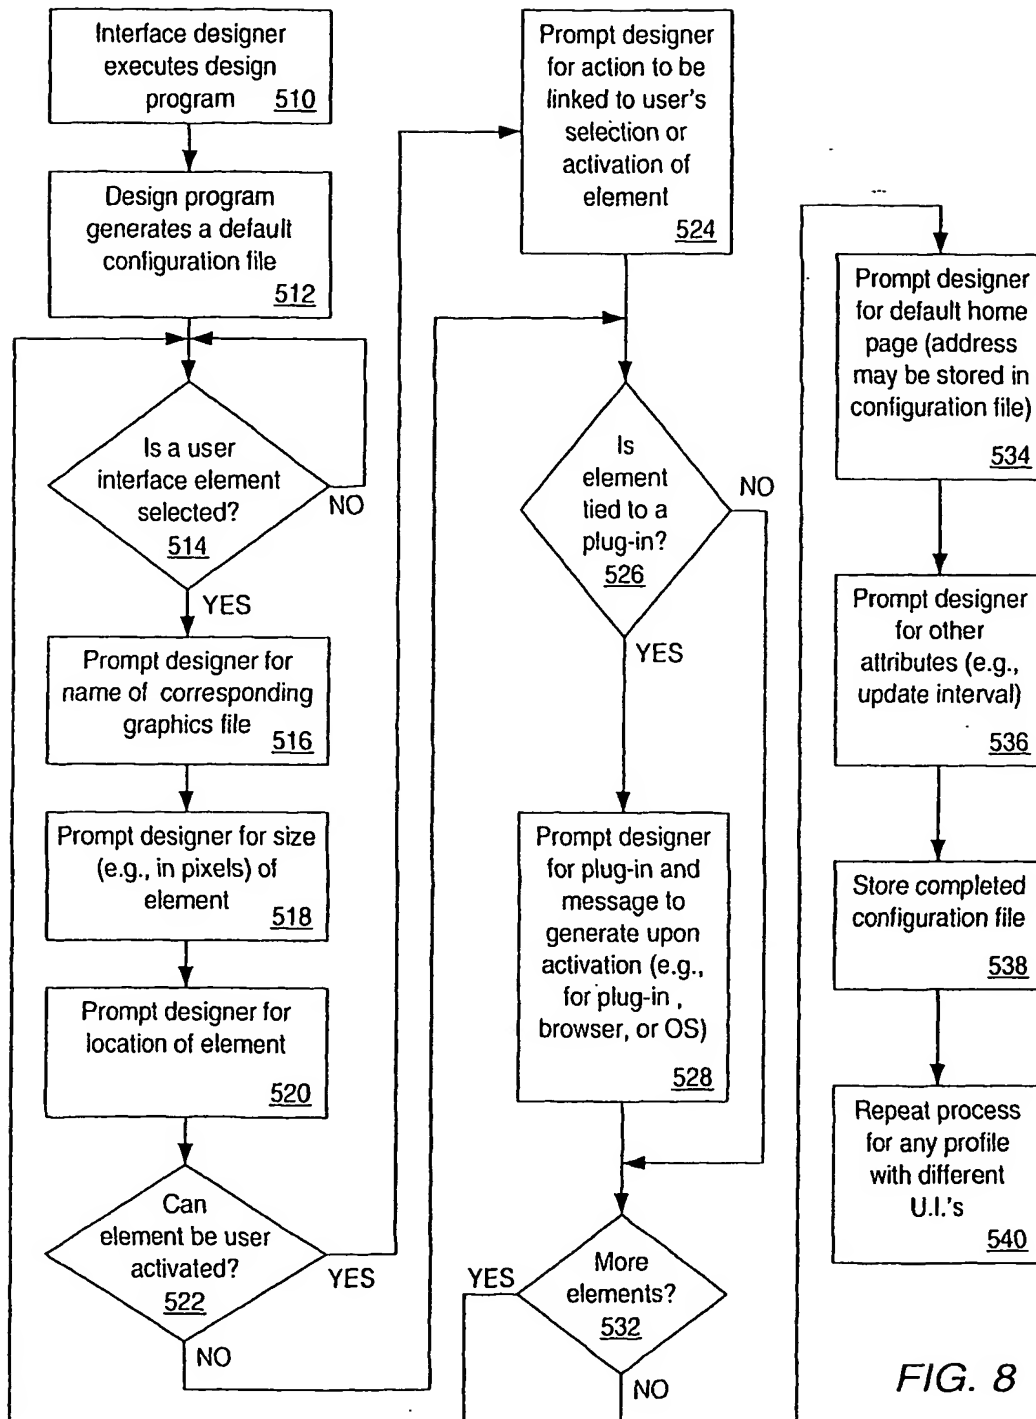 Interface designer
executes design
program 510
Design program
generates a default
configuration file
512
Is a user
interface element
selected?
514
NO
YES
Prompt designer for
name of corresponding
graphics file
516
Prompt designer for size
(e.g., in pixels) of
element
518
Prompt designer for
location of element
520
Can
element be user
activated?
522
YES
NO
Prompt designer
for action to be
linked to user's
selection or
activation of
element
524
Is
element
tied to a
plug-in?
526
NO
YES
Prompt designer
for plug-in and
message to
generate upon
activation (e.g.,
for plug-in ,
browser, or OS)
528
More
elements?
532
YES
NO
Prompt designer
for default home
page (address
may be stored in
configuration file)
534
Prompt designer
for other
attributes (e.g.,
update interval)
536
Store completed
configuration file
538
Repeat process
for any profile
with different
U.I.'s
540
FIG. 8